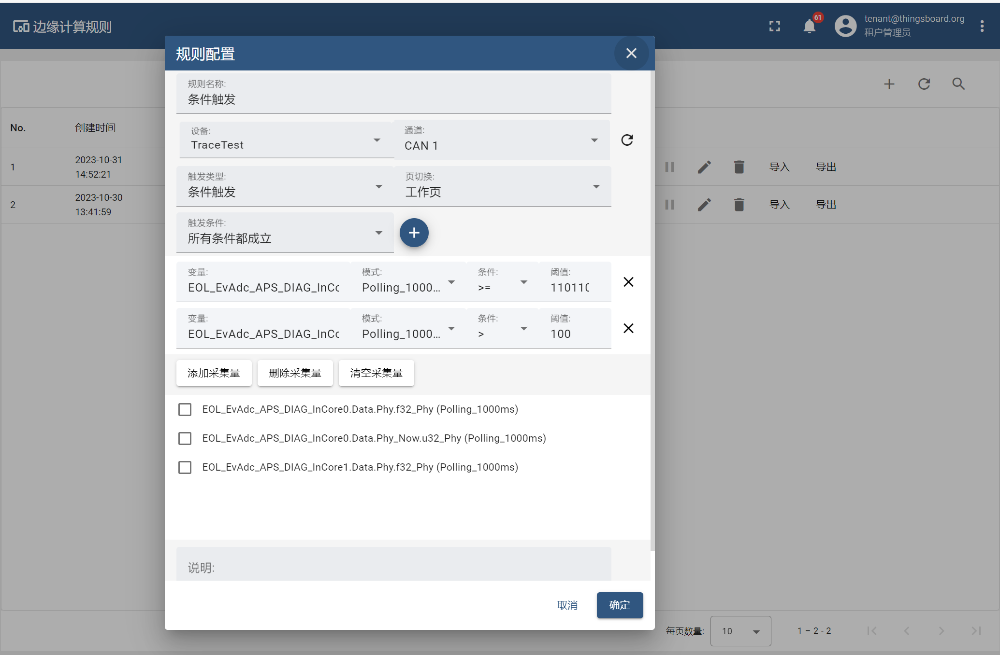 边缘计算规则
61
tenant@thingsboard.org
租户管理员
规则配置
规则名称:
条件触发
设备:
TraceTest
通道:
CAN 1
触发类型:
条件触发
页切换:
工作页
触发条件:
所有条件都成立
变量:
EOL_EvAdc_APS_DIAG_InCo
模式:
Polling_1000...
条件:
>=
阈值:
110110
变量:
EOL_EvAdc_APS_DIAG_InCo
模式:
Polling_1000...
条件:
>
阈值:
100
添加采集量 删除采集量 清空采集量
EOL_EvAdc_APS_DIAG_InCore0.Data.Phy.f32_Phy (Polling_1000ms)
EOL_EvAdc_APS_DIAG_InCore0.Data.Phy_Now.u32_Phy (Polling_1000ms)
EOL_EvAdc_APS_DIAG_InCore1.Data.Phy.f32_Phy (Polling_1000ms)
说明:
取消 确定
No. 创建时间
1 2023-10-31
14:52:21
导入 导出
2 2023-10-30
13:41:59
导入 导出
每页数量: 10 1 – 2 - 2